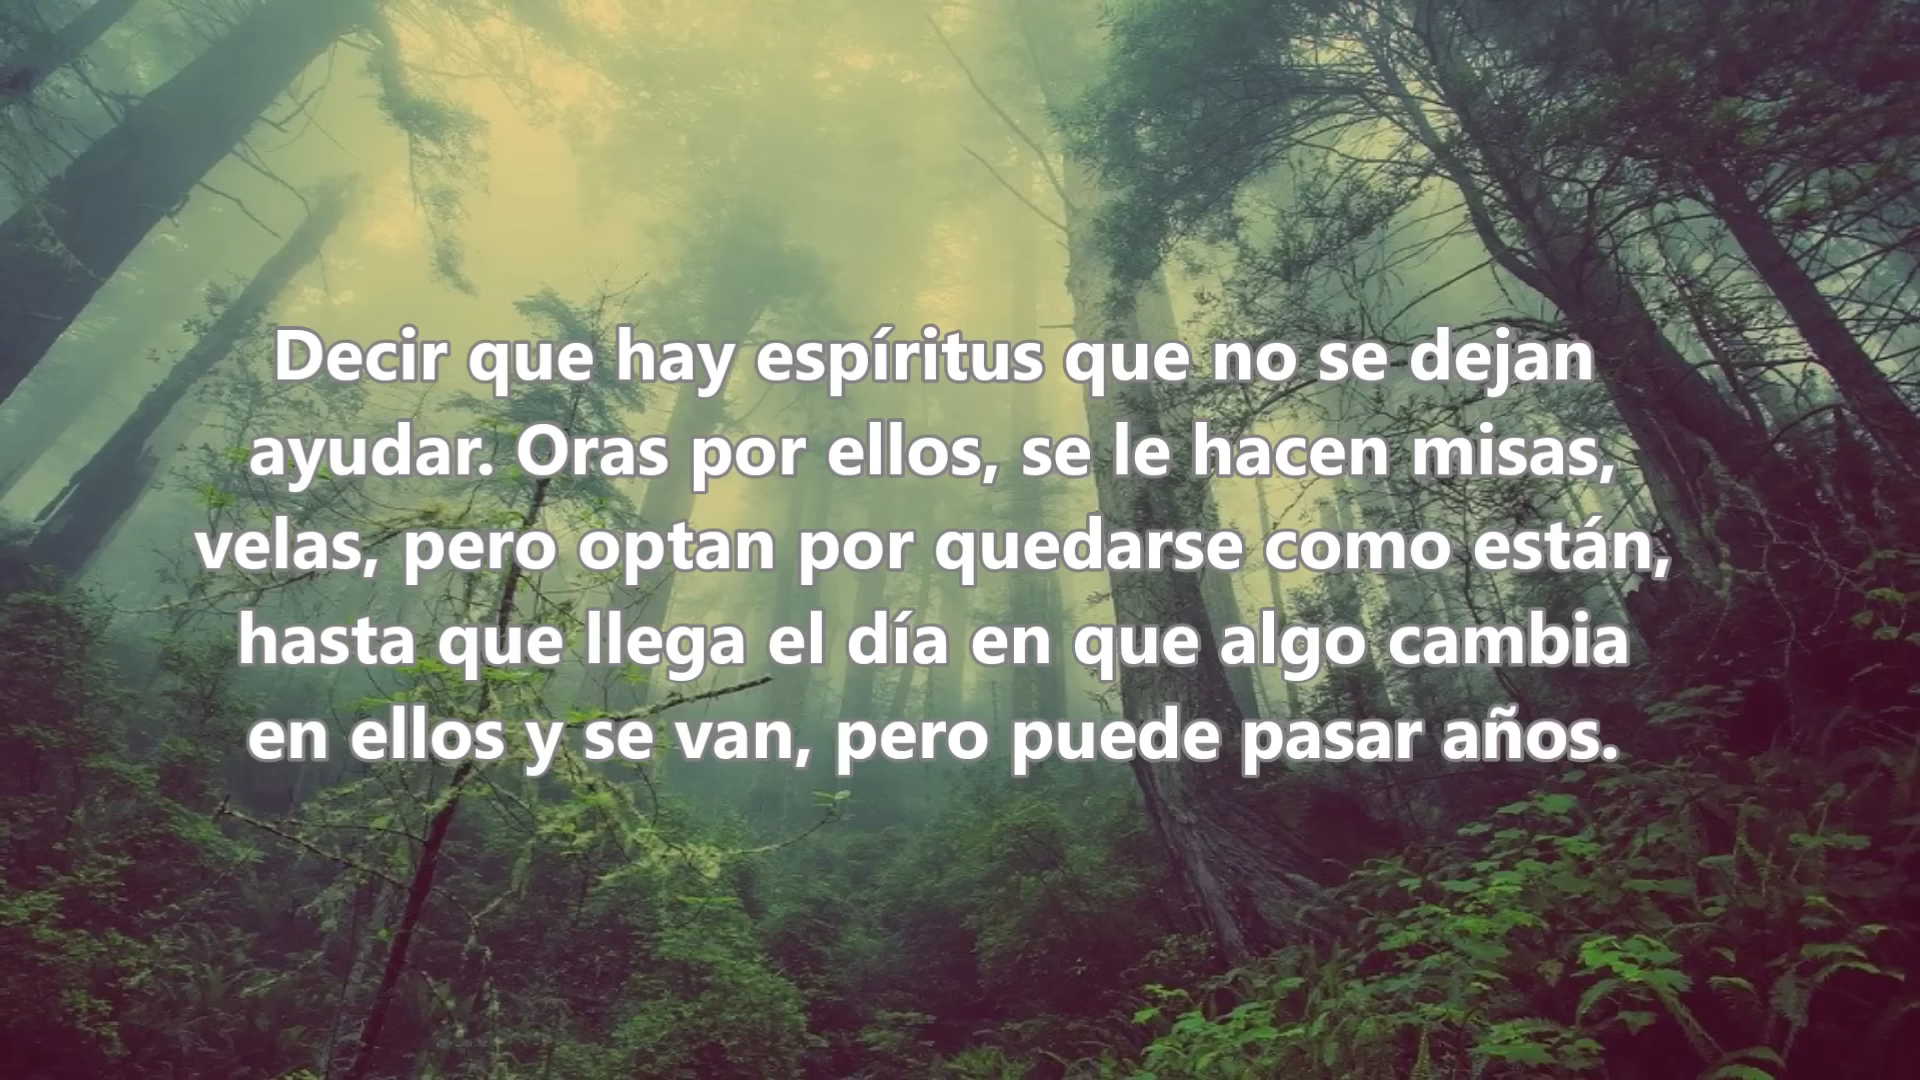 Decir que hay espíritus que no se dejan
ayudar. Oras por ellos, se le hacen misas,
velas, pero optan por quedarse como están,
hasta que llega el día en que algo cambia
en ellos y se van, pero puede pasar años.